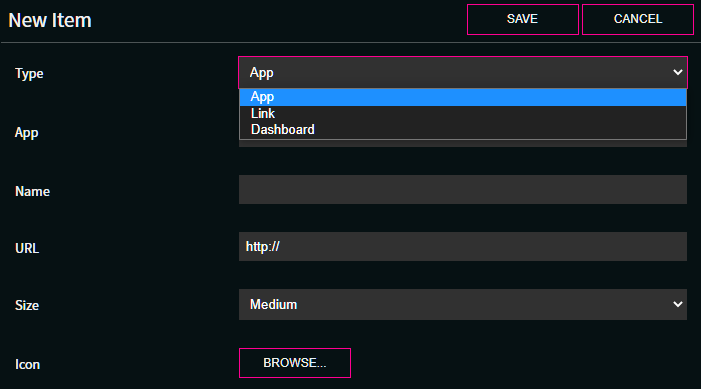 New Item SAVE CANCEL
Type App
App
Link
Dashboard
App
Name
URL http://
Size Medium
Icon BROWSE...